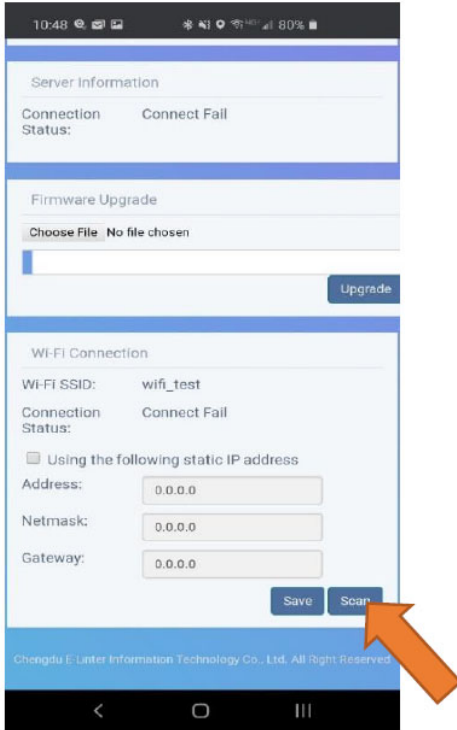 10:48 80%
Server Information
Connection Status: Connect Fail
Firmware Upgrade
Choose File No file chosen
Upgrade
Wi-Fi Connection
Wi-Fi SSID: wifi_test
Connection Status: Connect Fail
Using the following static IP address
Address: 0.0.0.0
Netmask: 0.0.0.0
Gateway: 0.0.0.0
Save Scan
Chengdu E-Linter Information Technology Co., Ltd. All Right Reserved